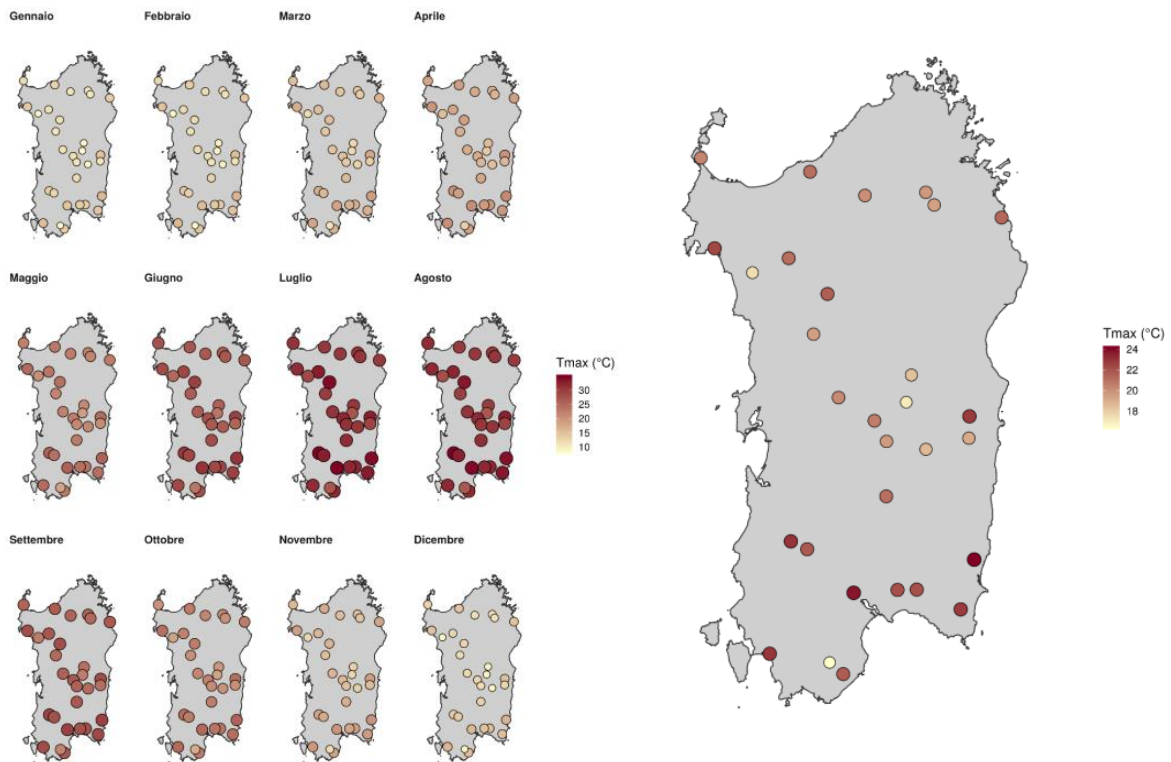 Gennaio Febbraio Marzo Aprile
Maggio Giugno Luglio Agosto
Tmax (°C)
30
25
20
15
10
Settembre Ottobre Novembre Dicembre
Tmax (°C)
24
22
20
18